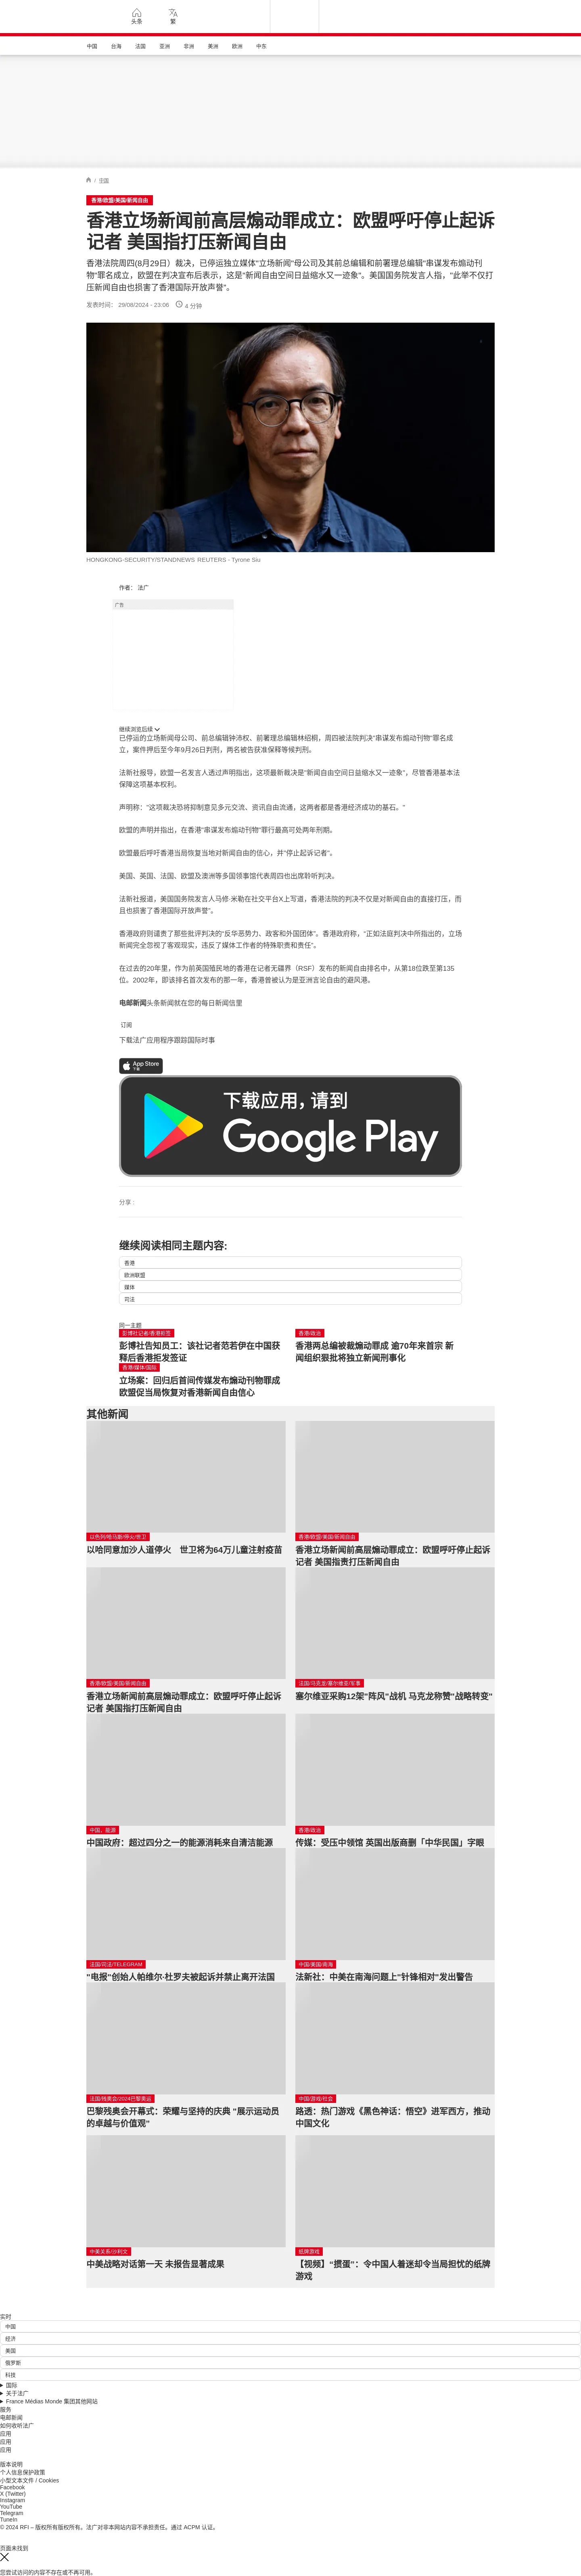 头条
繁
中国
台海
法国
亚洲
非洲
美洲
欧洲
中东
/ 中国
香港/欧盟/美国/新闻自由
香港立场新闻前高层煽动罪成立：欧盟呼吁停止起诉
记者 美国指打压新闻自由
香港法院周四(8月29日）裁决，已停运独立媒体"立场新闻"母公司及其前总编辑和前署理总编辑"串谋发布煽动刊
物"罪名成立，欧盟在判决宣布后表示，这是"新闻自由空间日益缩水又一迹象"。美国国务院发言人指，"此举不仅打
压新闻自由也损害了香港国际开放声誉"。
发表时间： 29/08/2024 - 23:06
4 分钟
HONGKONG-SECURITY/STANDNEWS REUTERS - Tyrone Siu
作者： 法广
广告
继续浏览后续
已停运的立场新闻母公司、前总编辑钟沛权、前署理总编辑林绍桐，周四被法院判决"串谋发布煽动刊物"罪名成
立，案件押后至今年9月26日判刑，两名被告获准保释等候判刑。
法新社报导，欧盟一名发言人透过声明指出，这项最新裁决是"新闻自由空间日益缩水又一迹象"，尽管香港基本法
保障这项基本权利。
声明称："这项裁决恐将抑制意见多元交流、资讯自由流通，这两者都是香港经济成功的基石。"
欧盟的声明并指出，在香港"串谋发布煽动刊物"罪行最高可处两年刑期。
欧盟最后呼吁香港当局恢复当地对新闻自由的信心，并"停止起诉记者"。
美国、英国、法国、欧盟及澳洲等多国领事馆代表周四也出席聆听判决。
法新社报道，美国国务院发言人马修·米勒在社交平台X上写道，香港法院的判决不仅是对新闻自由的直接打压，而
且也损害了香港国际开放声誉"。
香港政府则谴责了那些批评判决的"反华恶势力、政客和外国团体"。香港政府称，"正如法庭判决中所指出的，立场
新闻完全忽视了客观现实，违反了媒体工作者的特殊职责和责任"。
在过去的20年里，作为前英国殖民地的香港在记者无疆界（RSF）发布的新闻自由排名中，从第18位跌至第135
位。2002年，即该排名首次发布的那一年，香港曾被认为是亚洲言论自由的避风港。
电邮新闻头条新闻就在您的每日新闻信里
订阅
下载法广应用程序跟踪国际时事
App Store
下载
下载应用，请到
Google Play
分享 :
继续阅读相同主题内容:
香港
欧洲联盟
媒体
司法
同一主题
彭博社记者/香港拒签
彭博社告知员工：该社记者范若伊在中国获
释后香港拒发签证
香港/政治
香港两总编被裁煽动罪成 逾70年来首宗 新
闻组织狠批将独立新闻刑事化
香港/媒体/国际
立场案：回归后首间传媒发布煽动刊物罪成
欧盟促当局恢复对香港新闻自由信心
其他新闻
以色列/哈马斯/停火/世卫
以哈同意加沙人道停火　世卫将为64万儿童注射疫苗
香港/欧盟/美国/新闻自由
香港立场新闻前高层煽动罪成立：欧盟呼吁停止起诉
记者 美国指责打压新闻自由
香港/欧盟/美国/新闻自由
香港立场新闻前高层煽动罪成立：欧盟呼吁停止起诉
记者 美国指打压新闻自由
法国/马克龙/塞尔维亚/军事
塞尔维亚采购12架"阵风"战机 马克龙称赞"战略转变"
中国，能源
中国政府：超过四分之一的能源消耗来自清洁能源
香港/政治
传媒：受压中领馆 英国出版商删「中华民国」字眼
法国/司法/TELEGRAM
"电报"创始人帕维尔·杜罗夫被起诉并禁止离开法国
中国/美国/南海
法新社：中美在南海问题上"针锋相对"发出警告
法国/残奥会/2024巴黎奥运
巴黎残奥会开幕式：荣耀与坚持的庆典 "展示运动员
的卓越与价值观"
中国/游戏/社会
路透：热门游戏《黑色神话：悟空》进军西方，推动
中国文化
中美关系/沙利文
中美战略对话第一天 未报告显著成果
纸牌游戏
【视频】"掼蛋"：令中国人着迷却令当局担忧的纸牌
游戏
实时
中国
经济
美国
俄罗斯
科技
国际
关于法广
France Médias Monde 集团其他网站
服务
电邮新闻
如何收听法广
应用
应用
应用
版本说明
个人信息保护政策
小型文本文件 / Cookies
Facebook
X (Twitter)
Instagram
YouTube
Telegram
TuneIn
© 2024 RFI – 版权所有版权所有。法广对非本网站内容不承担责任。通过 ACPM 认证。
页面未找到
您尝试访问的内容不存在或不再可用。